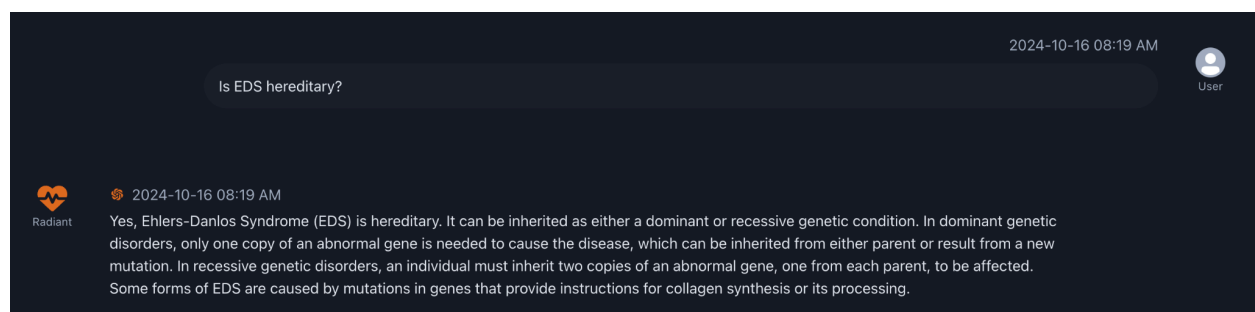 2024-10-16 08:19 AM
Is EDS hereditary?
User
2024-10-16 08:19 AM
Radiant
Yes, Ehlers-Danlos Syndrome (EDS) is hereditary. It can be inherited as either a dominant or recessive genetic condition. In dominant genetic
disorders, only one copy of an abnormal gene is needed to cause the disease, which can be inherited from either parent or result from a new
mutation. In recessive genetic disorders, an individual must inherit two copies of an abnormal gene, one from each parent, to be affected.
Some forms of EDS are caused by mutations in genes that provide instructions for collagen synthesis or its processing.